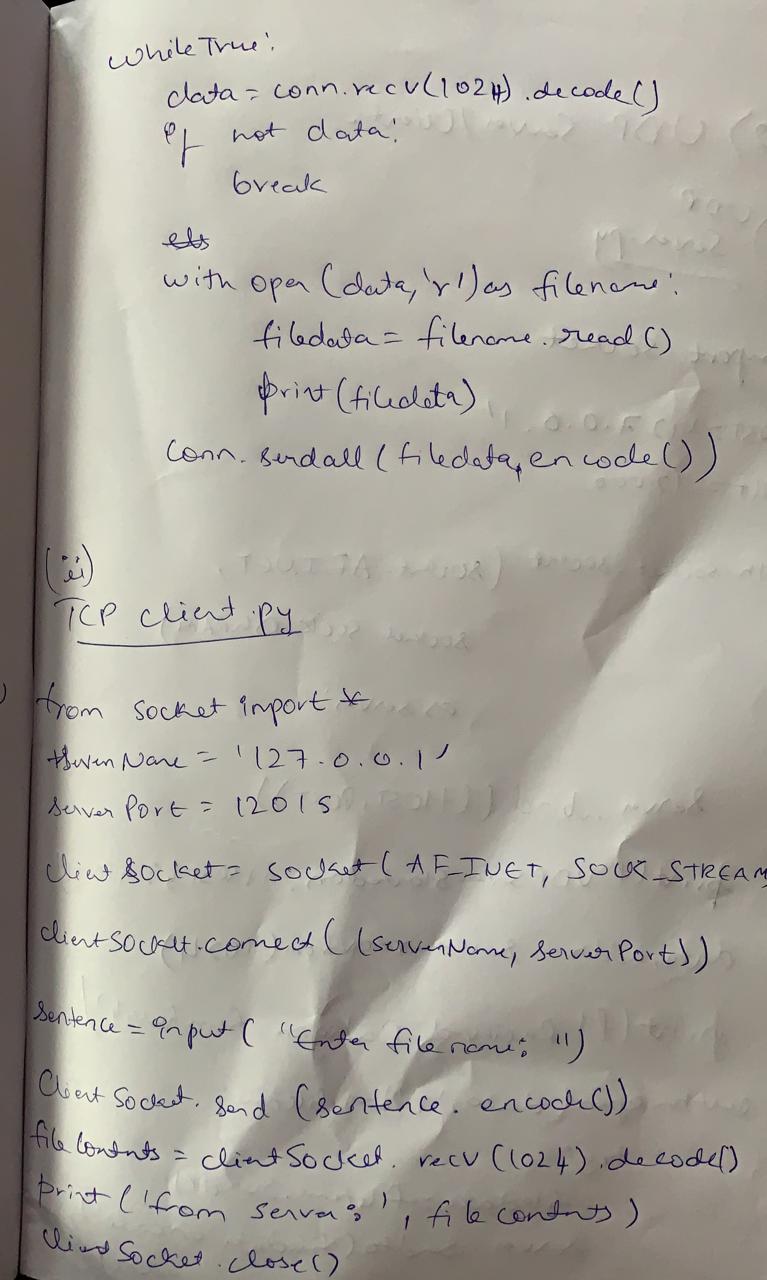 while True:
data = conn.recv(1024).decode()
if not data:
break
els
with open (data,'r') as filename:
filedata = filename.read()
print(filedata)
conn.sendall(filedata.encode())
(ii)
TCP client.py
from socket import *
serverName = '127.0.0.1'
serverPort = 12015
clientSocket = socket(AF_INET, SOCK_STREAM
clientSocket.connect((serverName, serverPort))
sentence = input("Enter file name: ")
ClientSocket.send (sentence.encode())
filecontents = clientSocket.recv(1024).decode()
print('from server:', filecontents)
clientSocket.close()